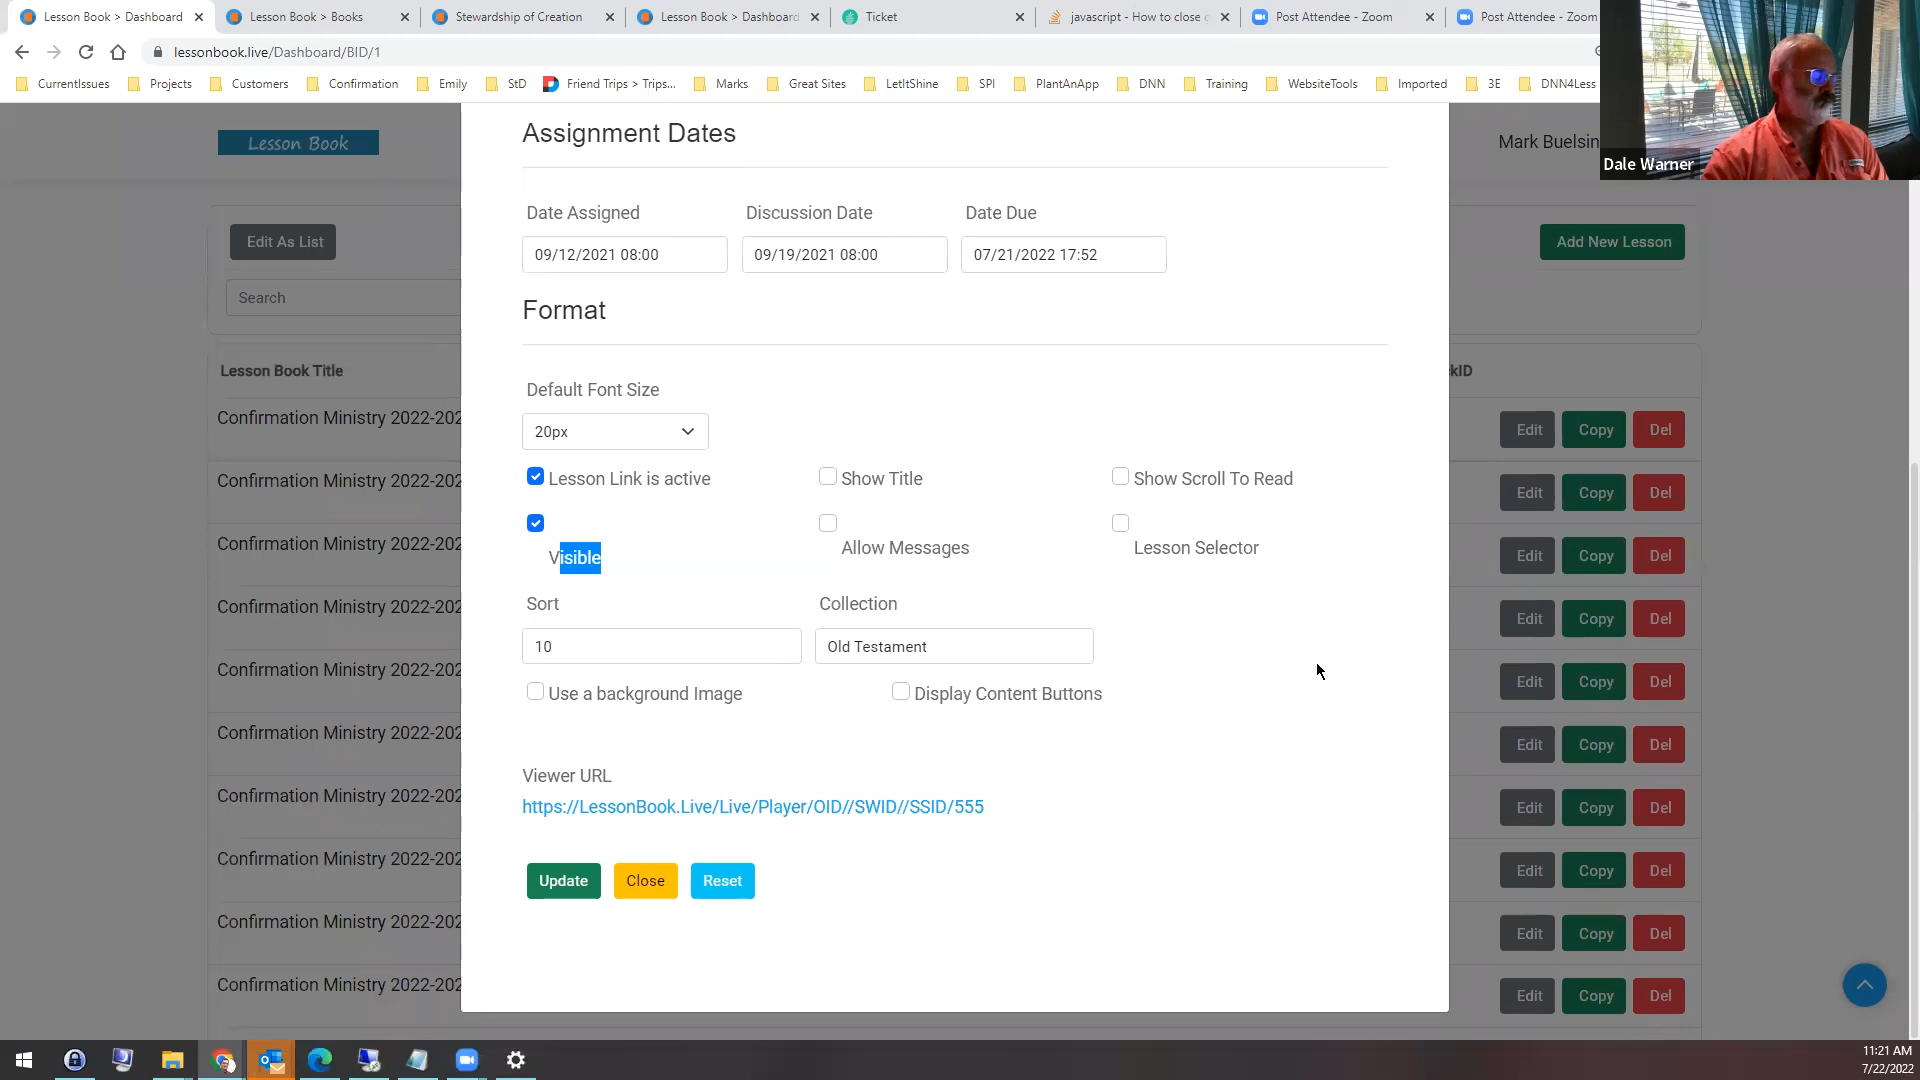 Lesson Book > Dashboard
Lesson Book > Books
Stewardship of Creation
Lesson Book > Dashboard
Ticket
javascript - How to close
Post Attendee - Zoom
Post Attendee - Zoom
lessonbook.live/Dashboard/BID/1
CurrentIssues Projects Customers Confirmation Emily StD Friend Trips > Trips... Marks Great Sites LetItShine SPI PlantAnApp DNN Training WebsiteTools Imported 3E DNN4Less
Lesson Book
Mark Buelsin
Dale Warner
Edit As List
Add New Lesson
Search
Assignment Dates
Date Assigned Discussion Date Date Due
09/12/2021 08:00 09/19/2021 08:00 07/21/2022 17:52
Format
Lesson Book Title
kID
Default Font Size
20px
Lesson Link is active Show Title Show Scroll To Read
Visible Allow Messages Lesson Selector
Sort Collection
10 Old Testament
Use a background Image Display Content Buttons
Viewer URL
https://LessonBook.Live/Live/Player/OID//SWID//SSID/555
Update Close Reset
Confirmation Ministry 2022-202 Edit Copy Del
Confirmation Ministry 2022-202 Edit Copy Del
Confirmation Ministry 2022-202 Edit Copy Del
Confirmation Ministry 2022-202 Edit Copy Del
Confirmation Ministry 2022-202 Edit Copy Del
Confirmation Ministry 2022-202 Edit Copy Del
Confirmation Ministry 2022-202 Edit Copy Del
Confirmation Ministry 2022-202 Edit Copy Del
Confirmation Ministry 2022-202 Edit Copy Del
Confirmation Ministry 2022-202 Edit Copy Del
11:21 AM
7/22/2022